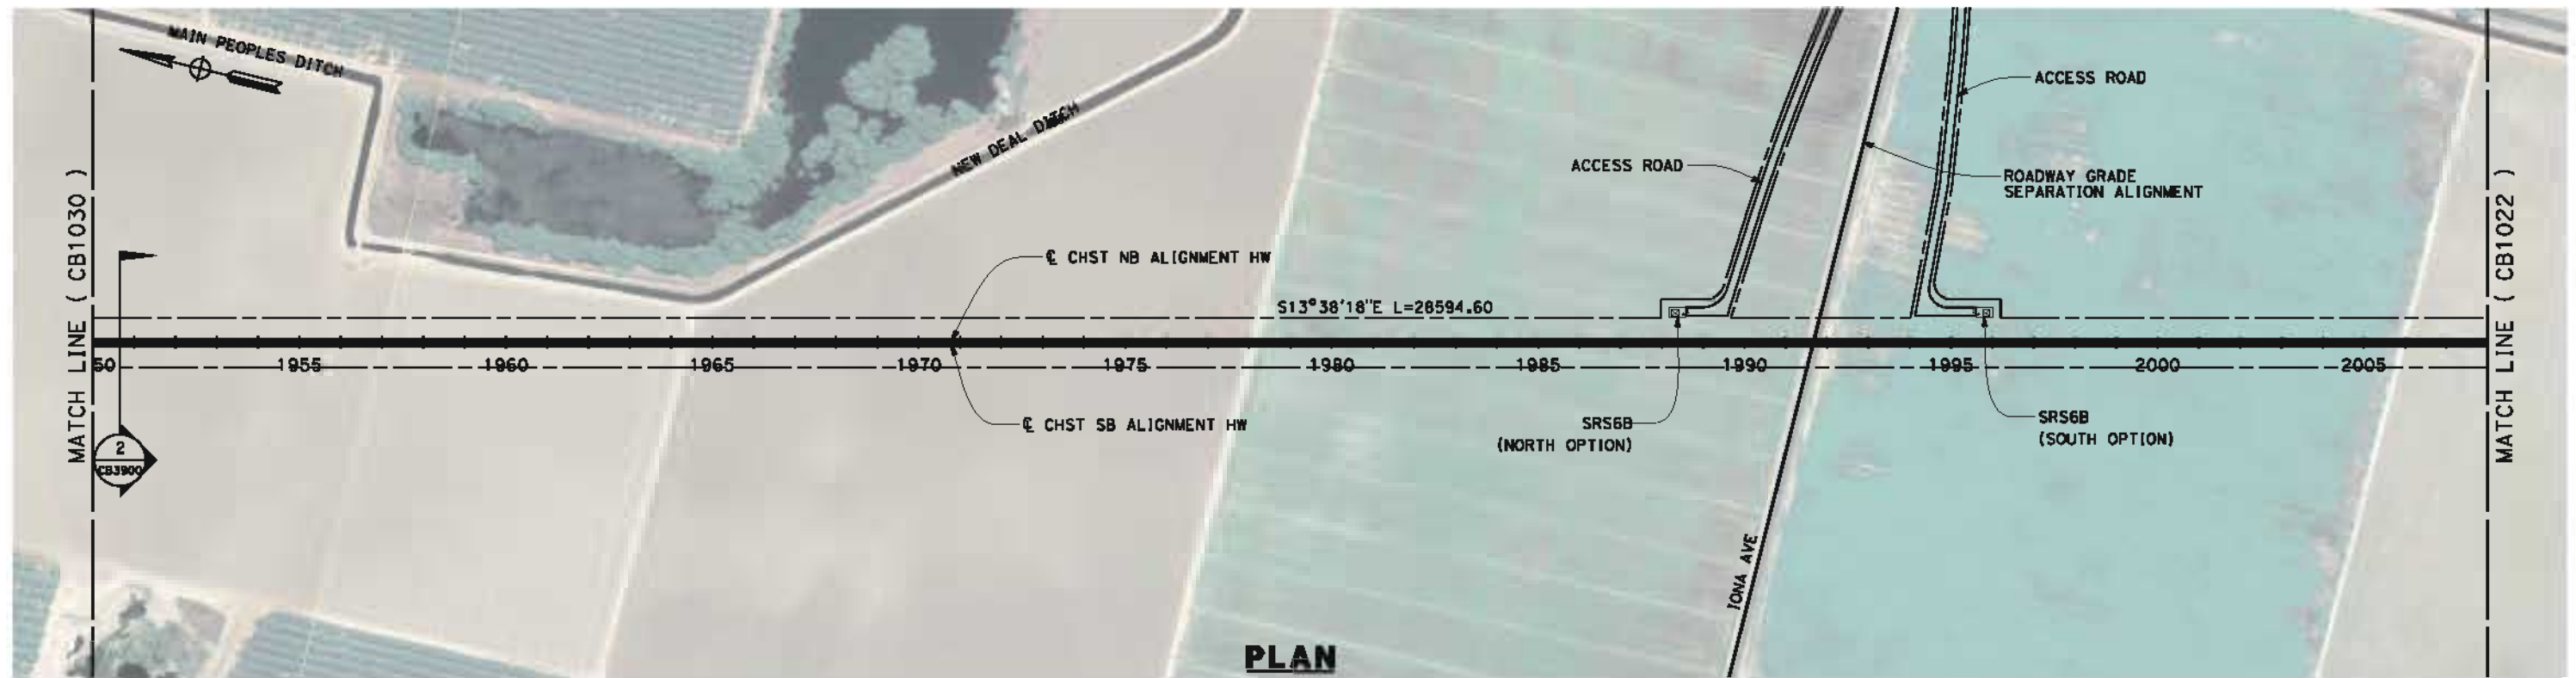 MAIN PEOPLES DITCH
NEW DEAL DITCH
ACCESS ROAD
ACCESS ROAD
ROADWAY GRADE
SEPARATION ALIGNMENT
MATCH LINE ( CB1030 )
MATCH LINE ( CB1022 )
℄ CHST NB ALIGNMENT HW
S13°38'18"E L=28594.60
50 1955 1960 1965 1970 1975 1980 1985 1990 1995 2000 2005
℄ CHST SB ALIGNMENT HW
SRS6B
(NORTH OPTION)
SRS6B
(SOUTH OPTION)
2
CB3900
IONA AVE
PLAN